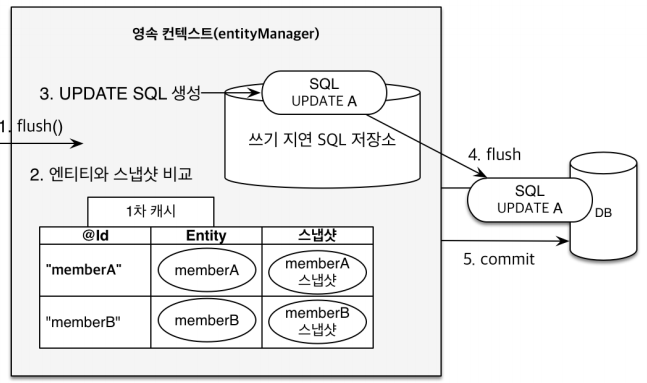 영속 컨텍스트(entityManager)
3. UPDATE SQL 생성
SQL
UPDATE A
1. flush()
쓰기 지연 SQL 저장소
4. flush
2. 엔티티와 스냅샷 비교
SQL
UPDATE A
DB
1차 캐시
@Id Entity 스냅샷
5. commit
"memberA" memberA memberA
스냅샷
"memberB" memberB memberB
스냅샷